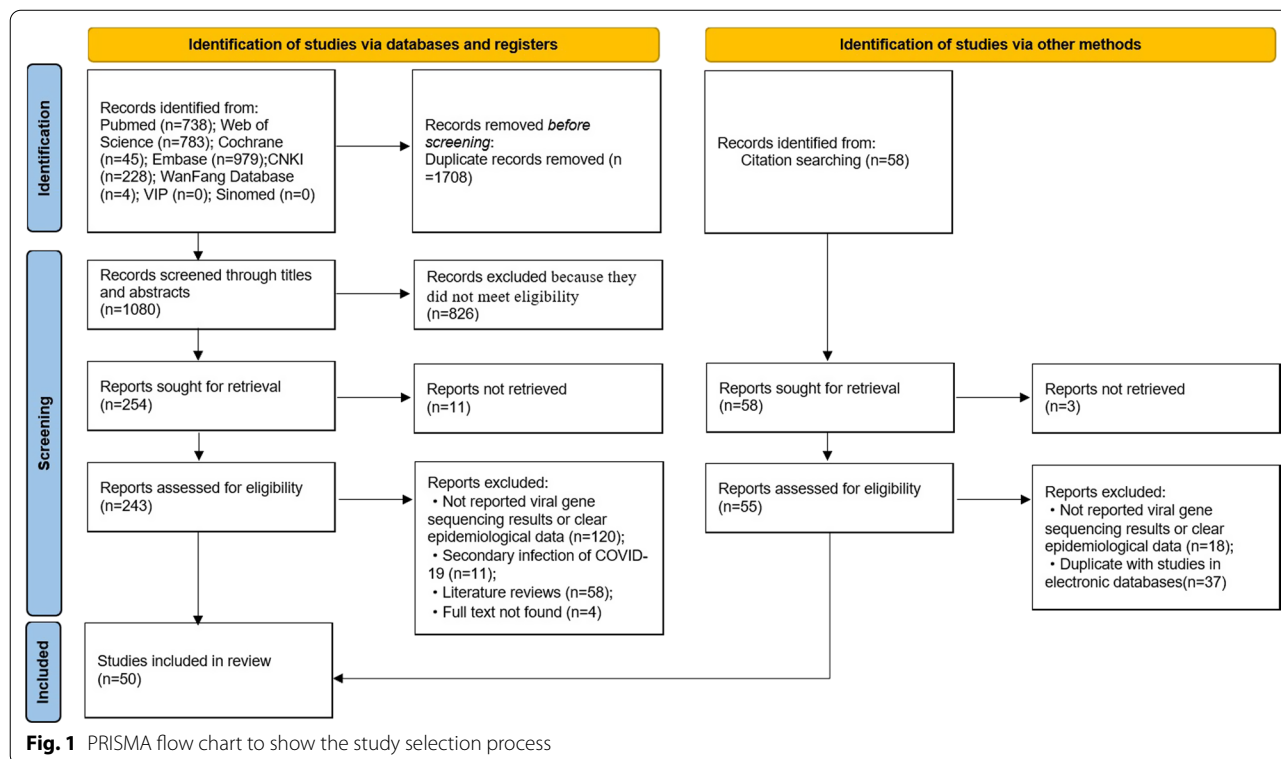 Identification of studies via databases and registers
Identification of studies via other methods
Identification
Records identified from:
Pubmed (n=738); Web of
Science (n=783); Cochrane
(n=45); Embase (n=979);CNKI
(n=228); WanFang Database
(n=4); VIP (n=0); Sinomed (n=0)
Records removed before
screening:
Duplicate records removed (n
=1708)
Records identified from:
Citation searching (n=58)
Screening
Records screened through titles
and abstracts
(n=1080)
Records excluded because they
did not meet eligibility
(n=826)
Reports sought for retrieval
(n=254)
Reports not retrieved
(n=11)
Reports sought for retrieval
(n=58)
Reports not retrieved
(n=3)
Reports assessed for eligibility
(n=243)
Reports excluded:
• Not reported viral gene
sequencing results or clear
epidemiological data (n=120);
• Secondary infection of COVID-
19 (n=11);
• Literature reviews (n=58);
• Full text not found (n=4)
Reports assessed for eligibility
(n=55)
Reports excluded:
• Not reported viral gene
sequencing results or clear
epidemiological data (n=18);
• Duplicate with studies in
electronic databases(n=37)
Included
Studies included in review
(n=50)
Fig. 1 PRISMA flow chart to show the study selection process